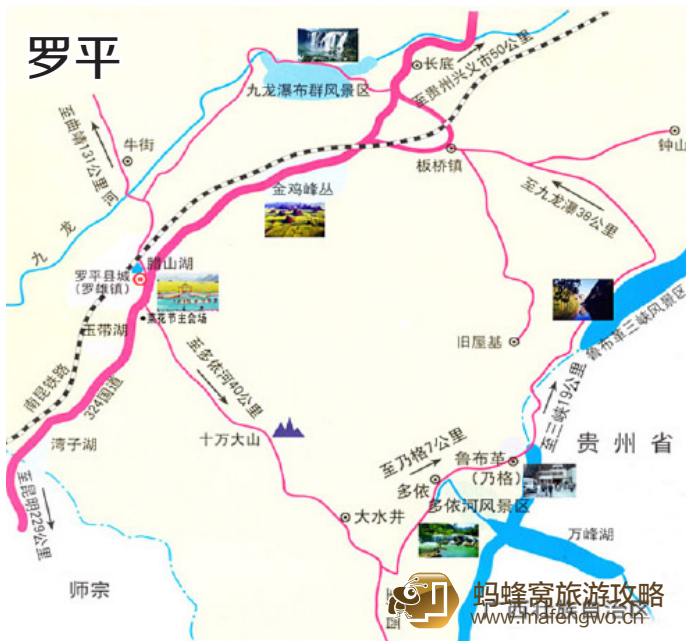 罗平
长底
至贵州兴义市50公里
九龙瀑布群风景区
至曲靖131公里
牛街
钟山
板桥镇
金鸡峰丛
至九龙瀑38公里
九龙河
腊山湖
罗平县城
(罗雄镇)
菜花节主会场
玉带湖
鲁布革三峡风景区
旧屋基
南昆铁路
324国道
至多依河40公里
至三峡19公里
十万大山
湾子湖
至乃格7公里
鲁布革
(乃格)
贵州省
多依
多依河风景区
至昆明229公里
大水井
万峰湖
师宗
广西壮族自治区
蚂蜂窝旅游攻略
www.mafengwo.cn